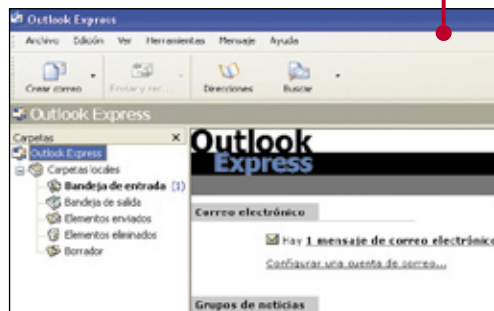 Outlook Express
Archivo Edición Ver Herramientas Mensaje Ayuda
Crear correo Enviar y rec... Direcciones Buscar
Outlook Express
Carpetas
Outlook Express
Carpetas locales
Bandeja de entrada (1)
Bandeja de salida
Elementos enviados
Elementos eliminados
Borrador
Outlook
Express
Correo electrónico
Hay 1 mensaje de correo electrónico
Configurar una cuenta de correo...
Grupos de noticias